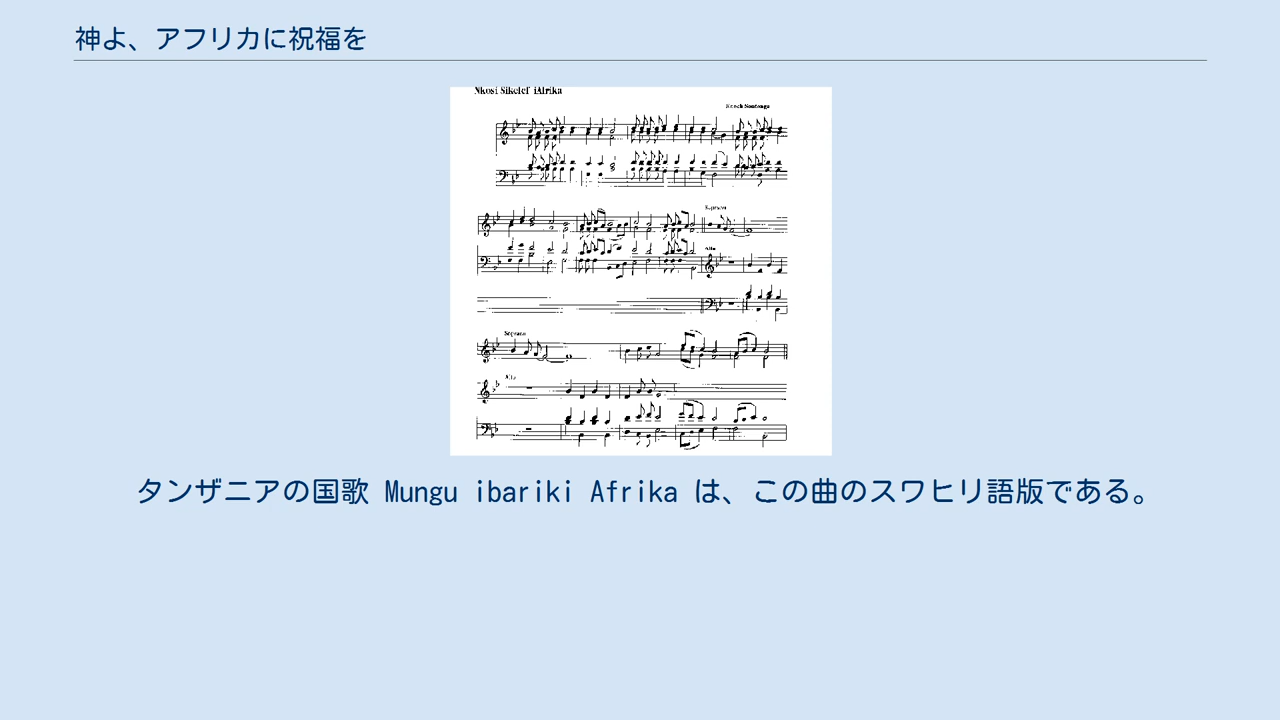 神よ、アフリカに祝福を
Nkosi Sikelel' iAfrika
Enoch Sontonga
Soprano
Alto
Soprano
Alto
タンザニアの国歌 Mungu ibariki Afrika は、この曲のスワヒリ語版である。